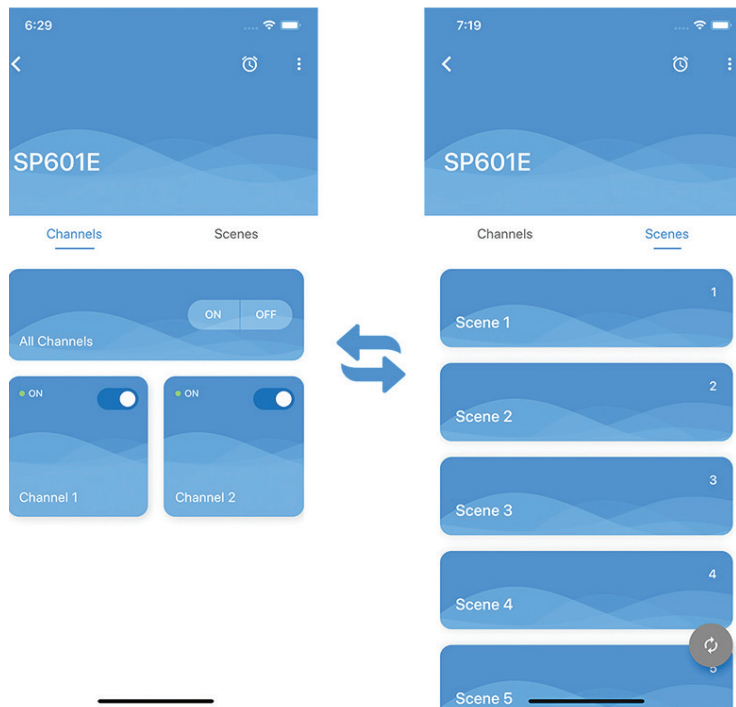 6:29
SP601E
Channels Scenes
ON OFF
All Channels
ON ON
Channel 1 Channel 2
7:19
SP601E
Channels Scenes
1
Scene 1
2
Scene 2
3
Scene 3
4
Scene 4
5
Scene 5